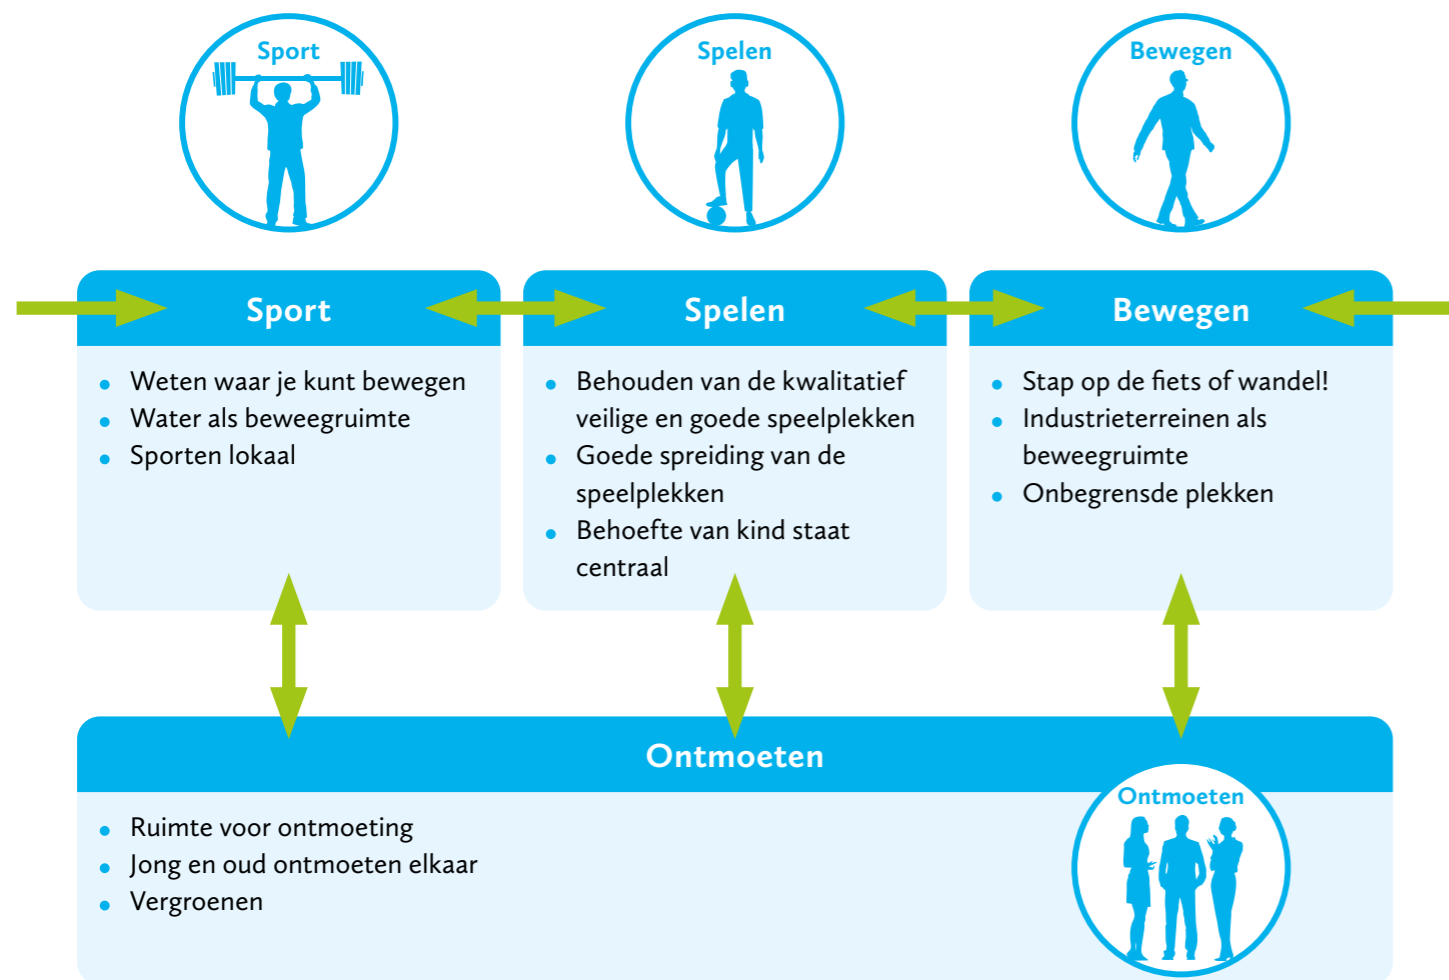 Sport
Spelen
Bewegen
Sport
• Weten waar je kunt bewegen
• Water als beweegruimte
• Sporten lokaal
Spelen
• Behouden van de kwalitatief
veilige en goede speelplekken
• Goede spreiding van de
speelplekken
• Behoefte van kind staat
centraal
Bewegen
• Stap op de fiets of wandel!
• Industrieterreinen als
beweegruimte
• Onbegrensde plekken
Ontmoeten
• Ruimte voor ontmoeting
• Jong en oud ontmoeten elkaar
• Vergroenen
Ontmoeten